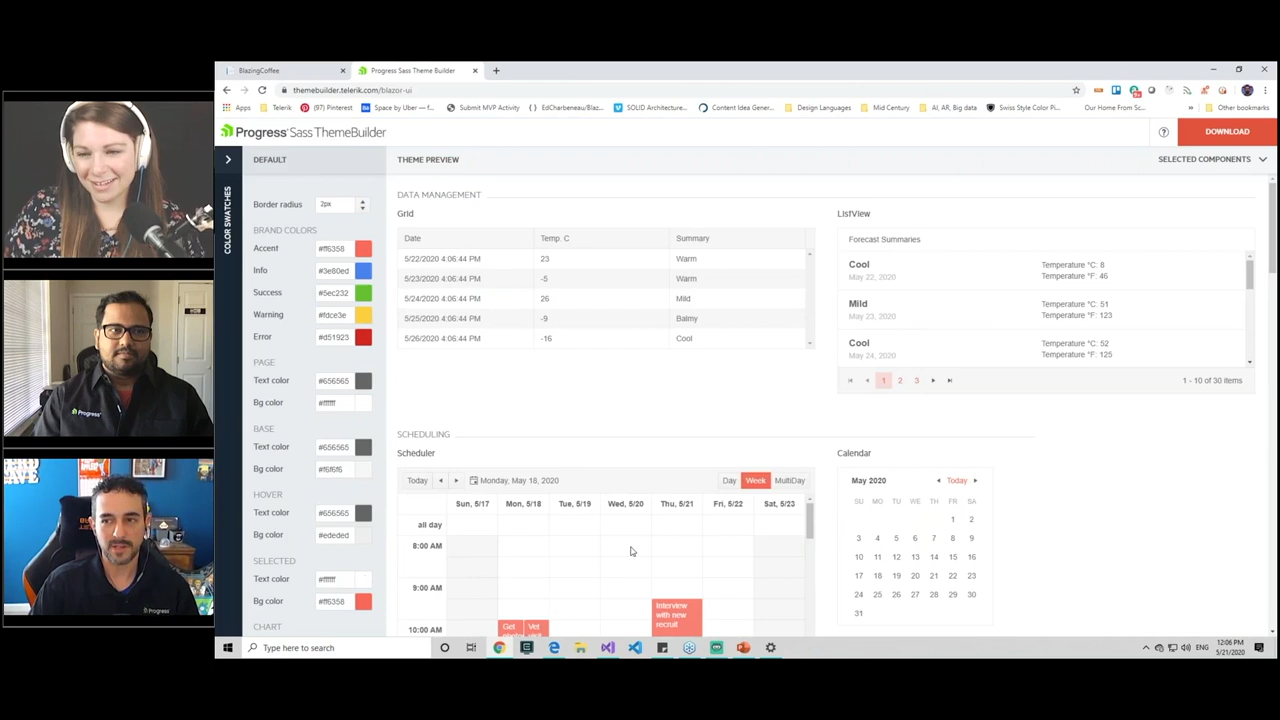 BlazingCoffee
Progress Sass Theme Builder
themebuilder.telerik.com/blazor-ui
Apps
Telerik
(97) Pinterest
Space by Uber — f...
Submit MVP Activity
EdCharbeneau/Blaz...
SOLID Architecture...
Content Idea Gener...
Design Languages
Mid Century
AI, AR, Big data
Swiss Style Color Pi...
Our Home From Sc...
»
Other bookmarks
Progress Sass ThemeBuilder
DOWNLOAD
COLOR SWATCHES
DEFAULT
THEME PREVIEW
SELECTED COMPONENTS
Border radius 2px
BRAND COLORS
Accent #ff6358
Info #3e80ed
Success #5ec232
Warning #fdce3e
Error #d51923
PAGE
Text color #656565
Bg color #ffffff
BASE
Text color #656565
Bg color #f6f6f6
HOVER
Text color #656565
Bg color #ededed
SELECTED
Text color #ffffff
Bg color #ff6358
CHART
DATA MANAGEMENT
Grid
Date Temp. C Summary
5/22/2020 4:06:44 PM 23 Warm
5/23/2020 4:06:44 PM -5 Warm
5/24/2020 4:06:44 PM 26 Mild
5/25/2020 4:06:44 PM -9 Balmy
5/26/2020 4:06:44 PM -16 Cool
ListView
Forecast Summaries
Cool
May 22, 2020
Temperature °C: 8
Temperature °F: 46
Mild
May 23, 2020
Temperature °C: 51
Temperature °F: 123
Cool
May 24, 2020
Temperature °C: 52
Temperature °F: 125
1 2 3
1 - 10 of 30 items
SCHEDULING
Scheduler
Today Monday, May 18, 2020 Day Week MultiDay
Sun, 5/17 Mon, 5/18 Tue, 5/19 Wed, 5/20 Thu, 5/21 Fri, 5/22 Sat, 5/23
all day
8:00 AM
9:00 AM
10:00 AM
Interview
with new
recruit
Get
Vet
Calendar
May 2020 Today
SU MO TU WE TH FR SA
1 2
3 4 5 6 7 8 9
10 11 12 13 14 15 16
17 18 19 20 21 22 23
24 25 26 27 28 29 30
31
Type here to search
ENG
12:06 PM
5/21/2020
Progress
Progress